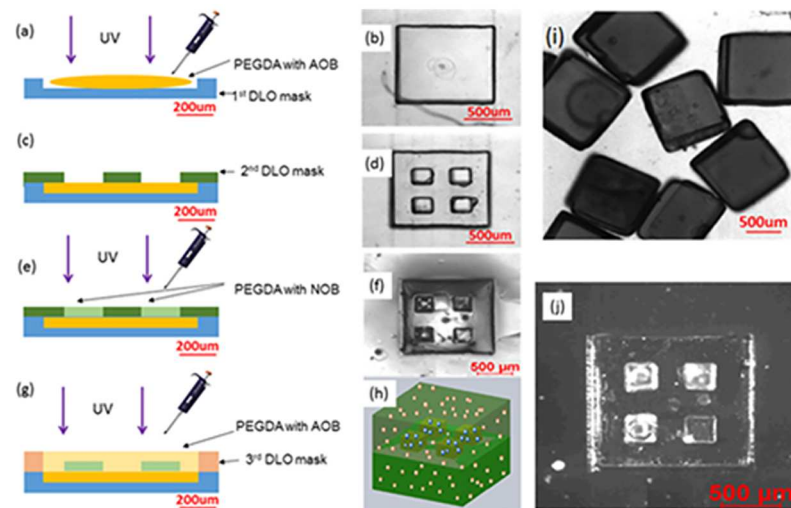 (a)
UV
PEGDA with AOB
1st DLO mask
200um
(b)
500um
(c)
2nd DLO mask
200um
(d)
500um
(e)
UV
PEGDA with NOB
200um
(f)
500 µm
(g)
UV
PEGDA with AOB
3rd DLO mask
200um
(h)
(i)
500um
(j)
500 µm